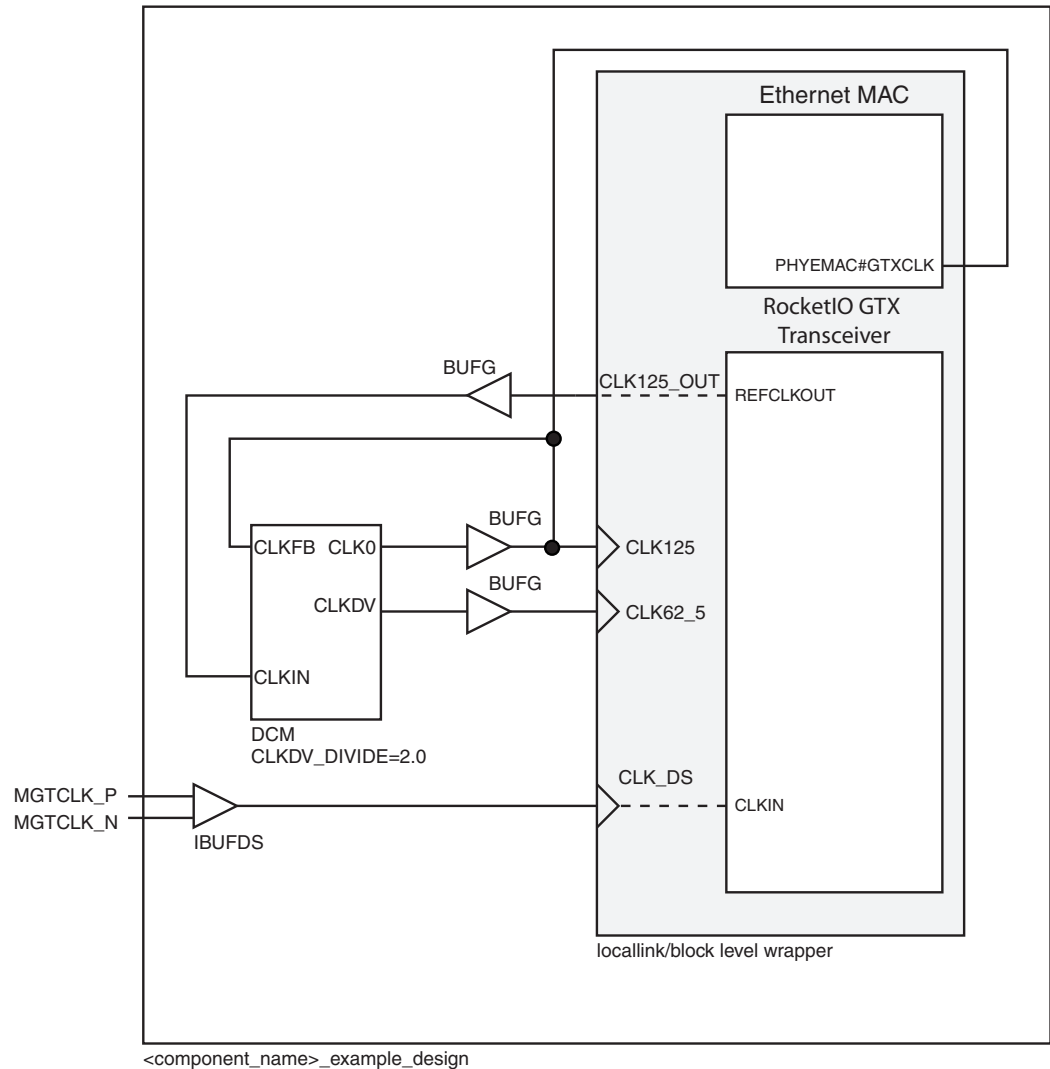 Ethernet MAC
PHYEMAC#GTXCLK
RocketIO GTX
Transceiver
BUFG
CLK125_OUT
REFCLKOUT
BUFG
CLKFB
CLK0
CLK125
BUFG
CLKDV
CLK62_5
CLKIN
DCM
CLKDV_DIVIDE=2.0
CLK_DS
MGTCLK_P
MGTCLK_N
CLKIN
IBUFDS
locallink/block level wrapper
<component_name>_example_design